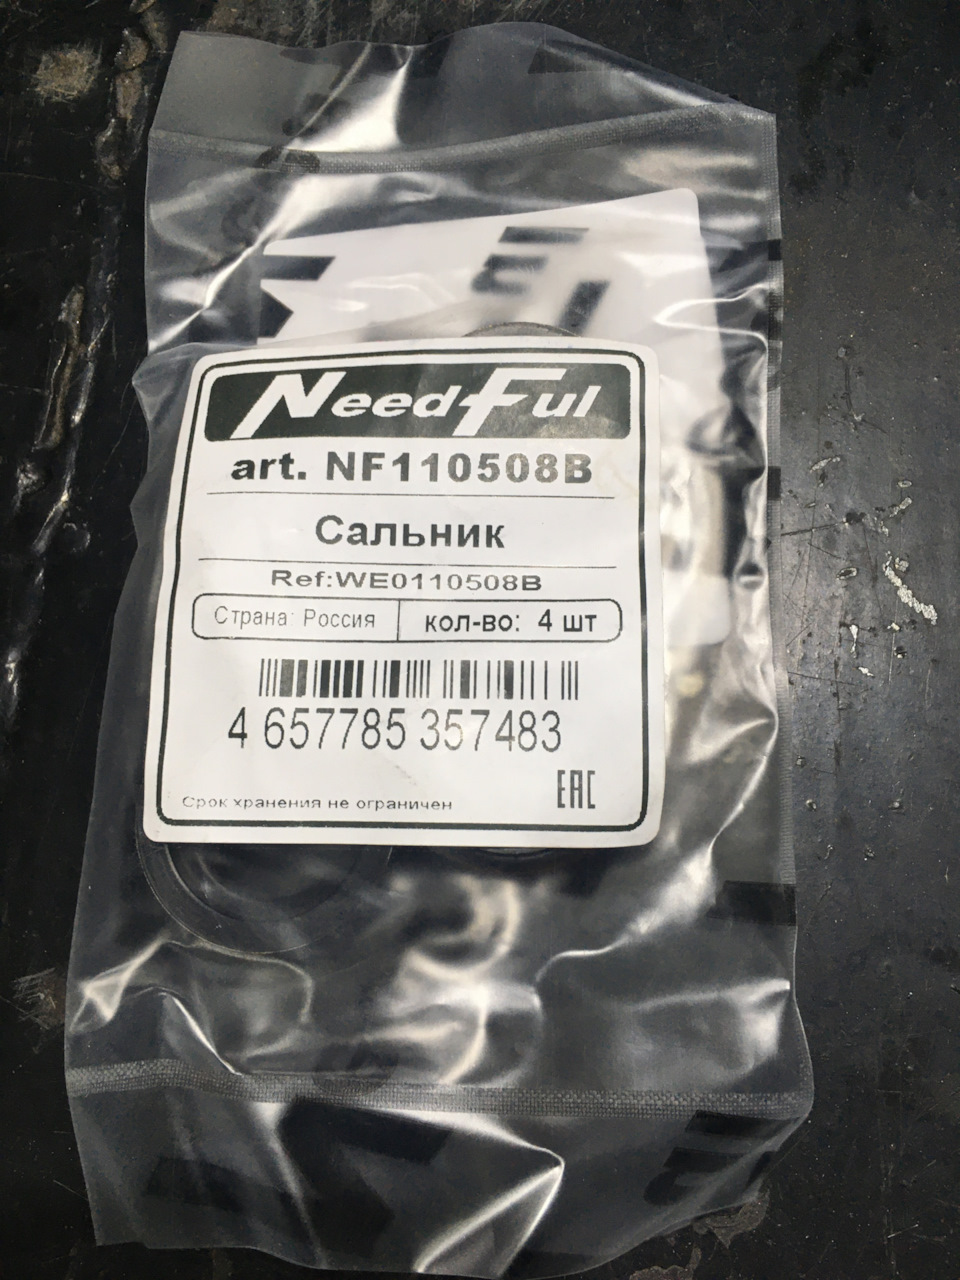 NeedFul
art. NF110508B
Сальник
Ref:WE0110508B
Страна: Россия кол-во: 4 шт
4 657785 357483
EAC
Срок хранения не ограничен